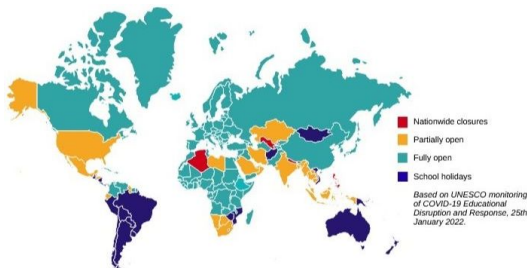 Nationwide closures
Partially open
Fully open
School holidays
Based on UNESCO monitoring
of COVID-19 Educational
Disruption and Response, 25th
January 2022.